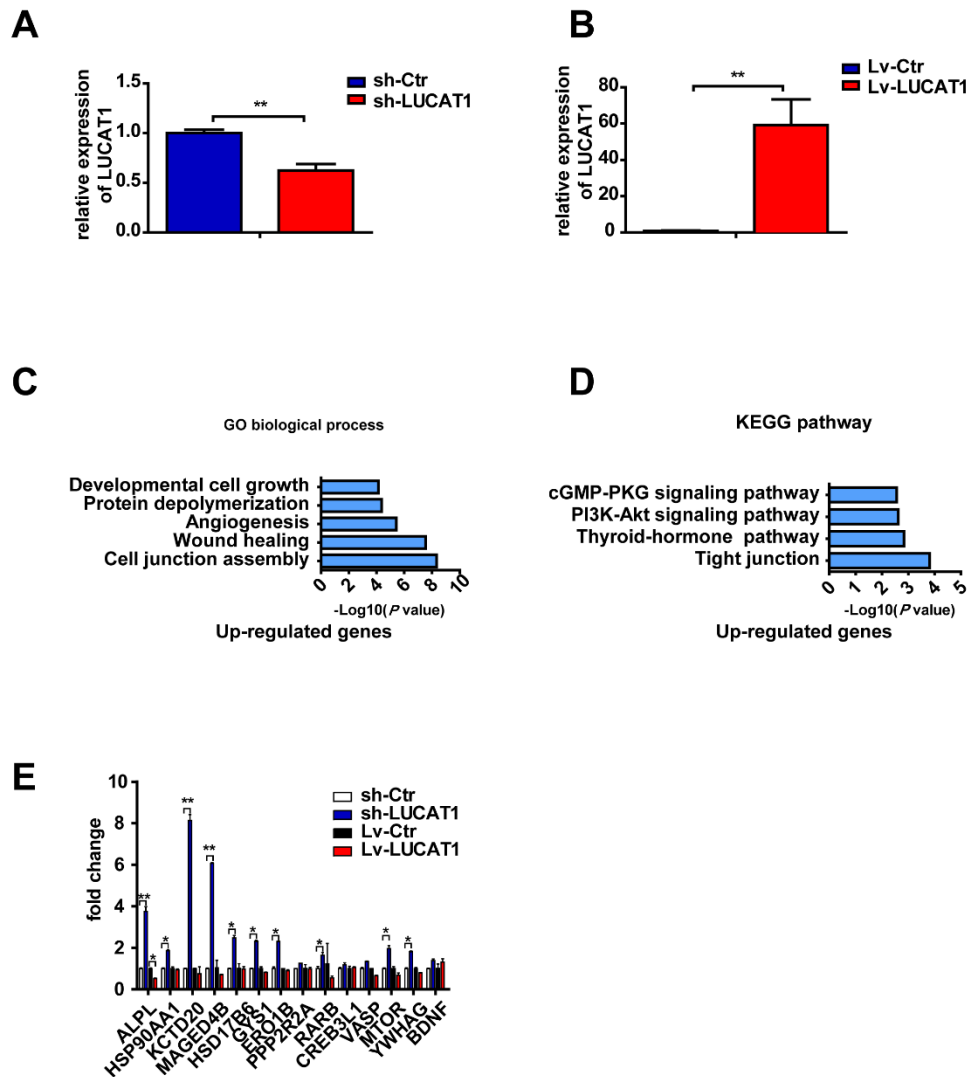 A
1.5
1.0
0.5
0.0
relative expression
of LUCAT1
**
sh-Ctr
sh-LUCAT1
B
80
60
40
20
0
relative expression
of LUCAT1
**
Lv-Ctr
Lv-LUCAT1
C
GO biological process
Developmental cell growth
Protein depolymerization
Angiogenesis
Wound healing
Cell junction assembly
0 2 4 6 8 10
-Log10(P value)
Up-regulated genes
D
KEGG pathway
cGMP-PKG signaling pathway
PI3K-Akt signaling pathway
Thyroid-hormone pathway
Tight junction
0 1 2 3 4 5
-Log10(P value)
Up-regulated genes
E
10
8
6
4
2
0
fold change
sh-Ctr
sh-LUCAT1
Lv-Ctr
Lv-LUCAT1
** * * ** ** * * * * * *
ALPL
HSP90AA1
KCTD20
MAGED4B
HSD17B6
GYS1
ERO1B
PPP2R2A
RARB
CREB3L1
VASP
MTOR
YWHAG
BDNF